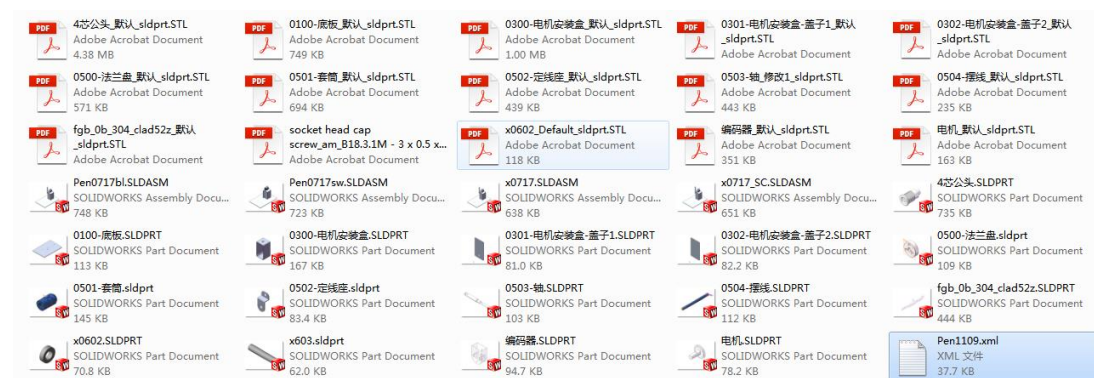 4芯公头_默认_sldprt.STL
Adobe Acrobat Document
4.38 MB
0100-底板_默认_sldprt.STL
Adobe Acrobat Document
749 KB
0300-电机安装盒_默认_sldprt.STL
Adobe Acrobat Document
1.00 MB
0301-电机安装盒-盖子1_默认
_sldprt.STL
Adobe Acrobat Document
0302-电机安装盒-盖子2_默认
_sldprt.STL
Adobe Acrobat Document
0500-法兰盘_默认_sldprt.STL
Adobe Acrobat Document
571 KB
0501-套筒_默认_sldprt.STL
Adobe Acrobat Document
694 KB
0502-定线座_默认_sldprt.STL
Adobe Acrobat Document
439 KB
0503-轴_修改1_sldprt.STL
Adobe Acrobat Document
443 KB
0504-摆线_默认_sldprt.STL
Adobe Acrobat Document
235 KB
fgb_0b_304_clad52z_默认
_sldprt.STL
Adobe Acrobat Document
socket head cap
screw_am_B18.3.1M - 3 x 0.5 x...
Adobe Acrobat Document
x0602_Default_sldprt.STL
Adobe Acrobat Document
118 KB
编码器_默认_sldprt.STL
Adobe Acrobat Document
351 KB
电机_默认_sldprt.STL
Adobe Acrobat Document
163 KB
Pen0717bl.SLDASM
SOLIDWORKS Assembly Docu...
748 KB
Pen0717sw.SLDASM
SOLIDWORKS Assembly Docu...
723 KB
x0717.SLDASM
SOLIDWORKS Assembly Docu...
638 KB
x0717_SC.SLDASM
SOLIDWORKS Assembly Docu...
651 KB
4芯公头.SLDPRT
SOLIDWORKS Part Document
735 KB
0100-底板.SLDPRT
SOLIDWORKS Part Document
113 KB
0300-电机安装盒.SLDPRT
SOLIDWORKS Part Document
167 KB
0301-电机安装盒-盖子1.SLDPRT
SOLIDWORKS Part Document
81.0 KB
0302-电机安装盒-盖子2.SLDPRT
SOLIDWORKS Part Document
82.2 KB
0500-法兰盘.sldprt
SOLIDWORKS Part Document
109 KB
0501-套筒.sldprt
SOLIDWORKS Part Document
145 KB
0502-定线座.sldprt
SOLIDWORKS Part Document
83.4 KB
0503-轴.SLDPRT
SOLIDWORKS Part Document
103 KB
0504-摆线.SLDPRT
SOLIDWORKS Part Document
112 KB
fgb_0b_304_clad52z.SLDPRT
SOLIDWORKS Part Document
444 KB
x0602.SLDPRT
SOLIDWORKS Part Document
70.8 KB
x603.sldprt
SOLIDWORKS Part Document
62.0 KB
编码器.SLDPRT
SOLIDWORKS Part Document
94.7 KB
电机.SLDPRT
SOLIDWORKS Part Document
78.2 KB
Pen1109.xml
XML 文件
37.7 KB